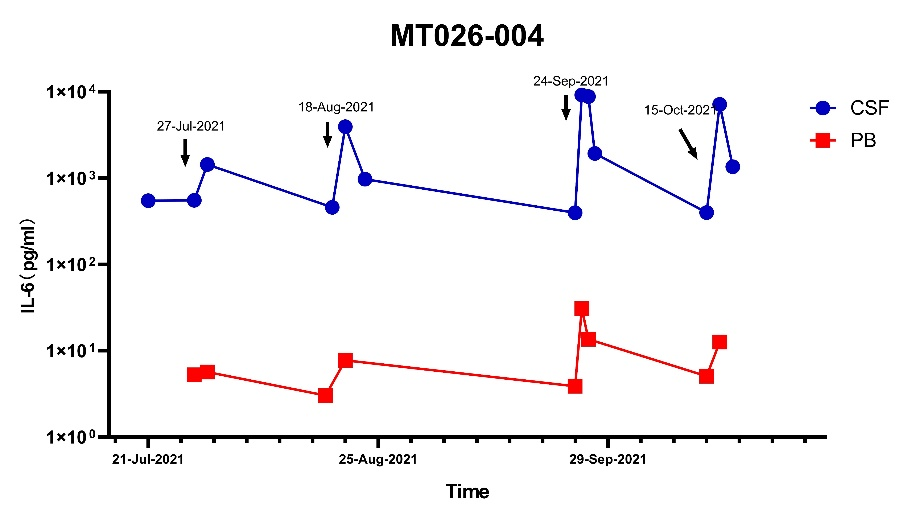 MT026-004
1×10⁴
1×10³
1×10²
1×10¹
1×10⁰
IL-6（pg/ml）
27-Jul-2021
18-Aug-2021
24-Sep-2021
15-Oct-2021
CSF
PB
21-Jul-2021
25-Aug-2021
29-Sep-2021
Time